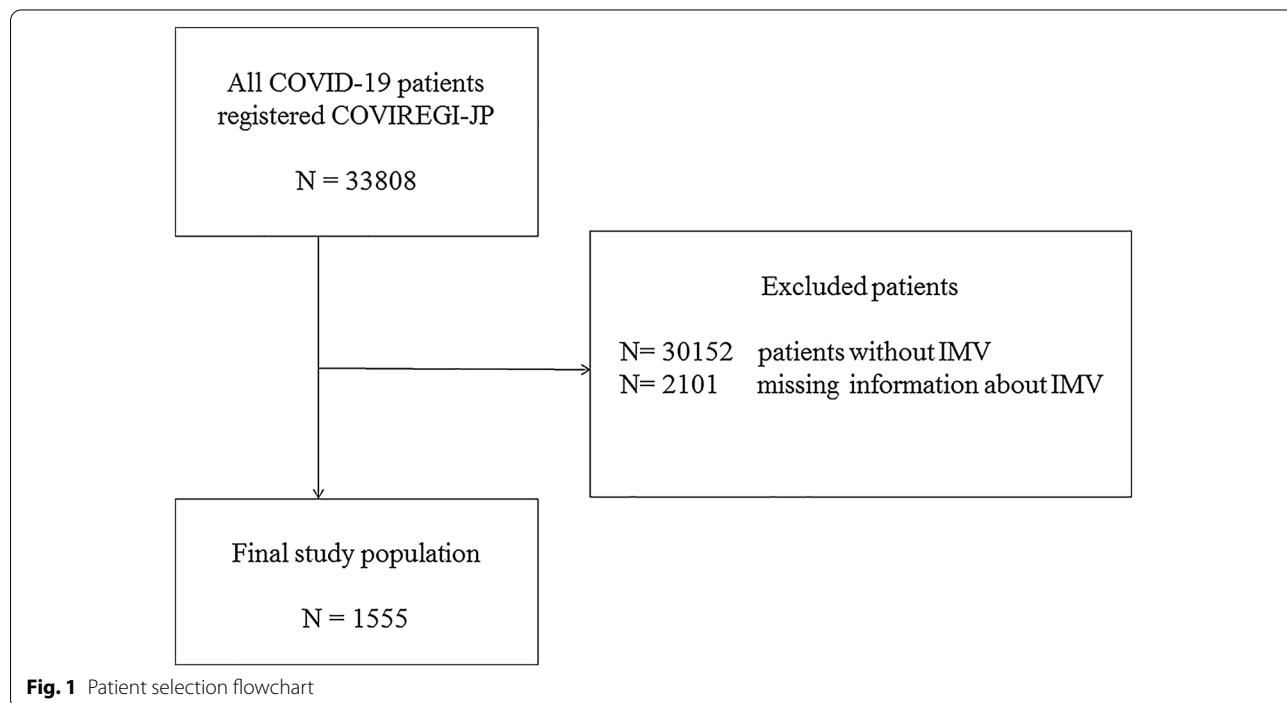 All COVID-19 patients
registered COVIREGI-JP
N = 33808
Excluded patients
N= 30152 patients without IMV
N= 2101 missing information about IMV
Final study population
N = 1555
Fig. 1 Patient selection flowchart